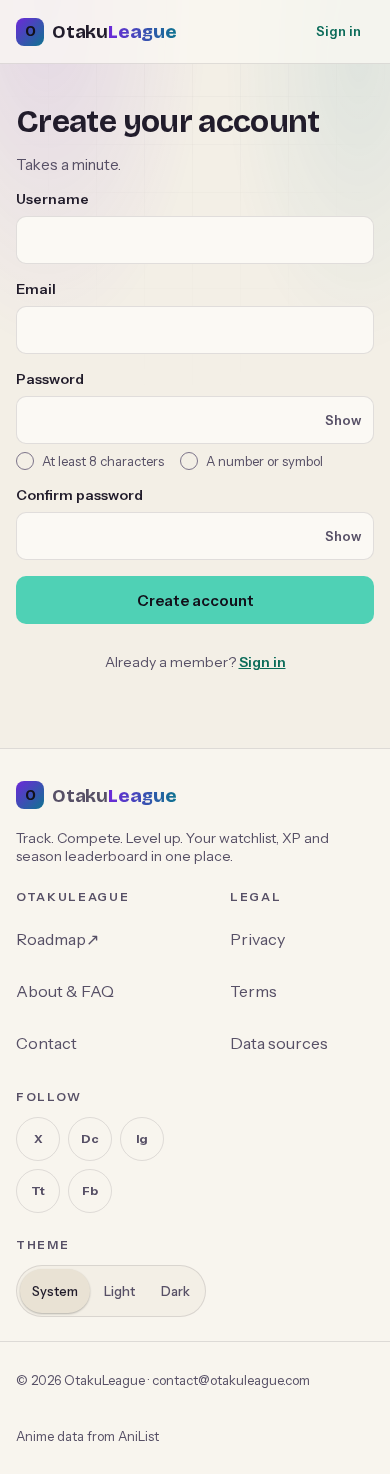 O OtakuLeague Sign in
Create your account
Takes a minute.
Username
Email
Password
Show
At least 8 characters A number or symbol
Confirm password
Show
Create account
Already a member? Sign in
O OtakuLeague
Track. Compete. Level up. Your watchlist, XP and
season leaderboard in one place.
OTAKULEAGUE LEGAL
Roadmap↗ Privacy
About & FAQ Terms
Contact Data sources
FOLLOW
X Dc Ig
Tt Fb
THEME
System Light Dark
© 2026 OtakuLeague · contact@otakuleague.com
Anime data from AniList